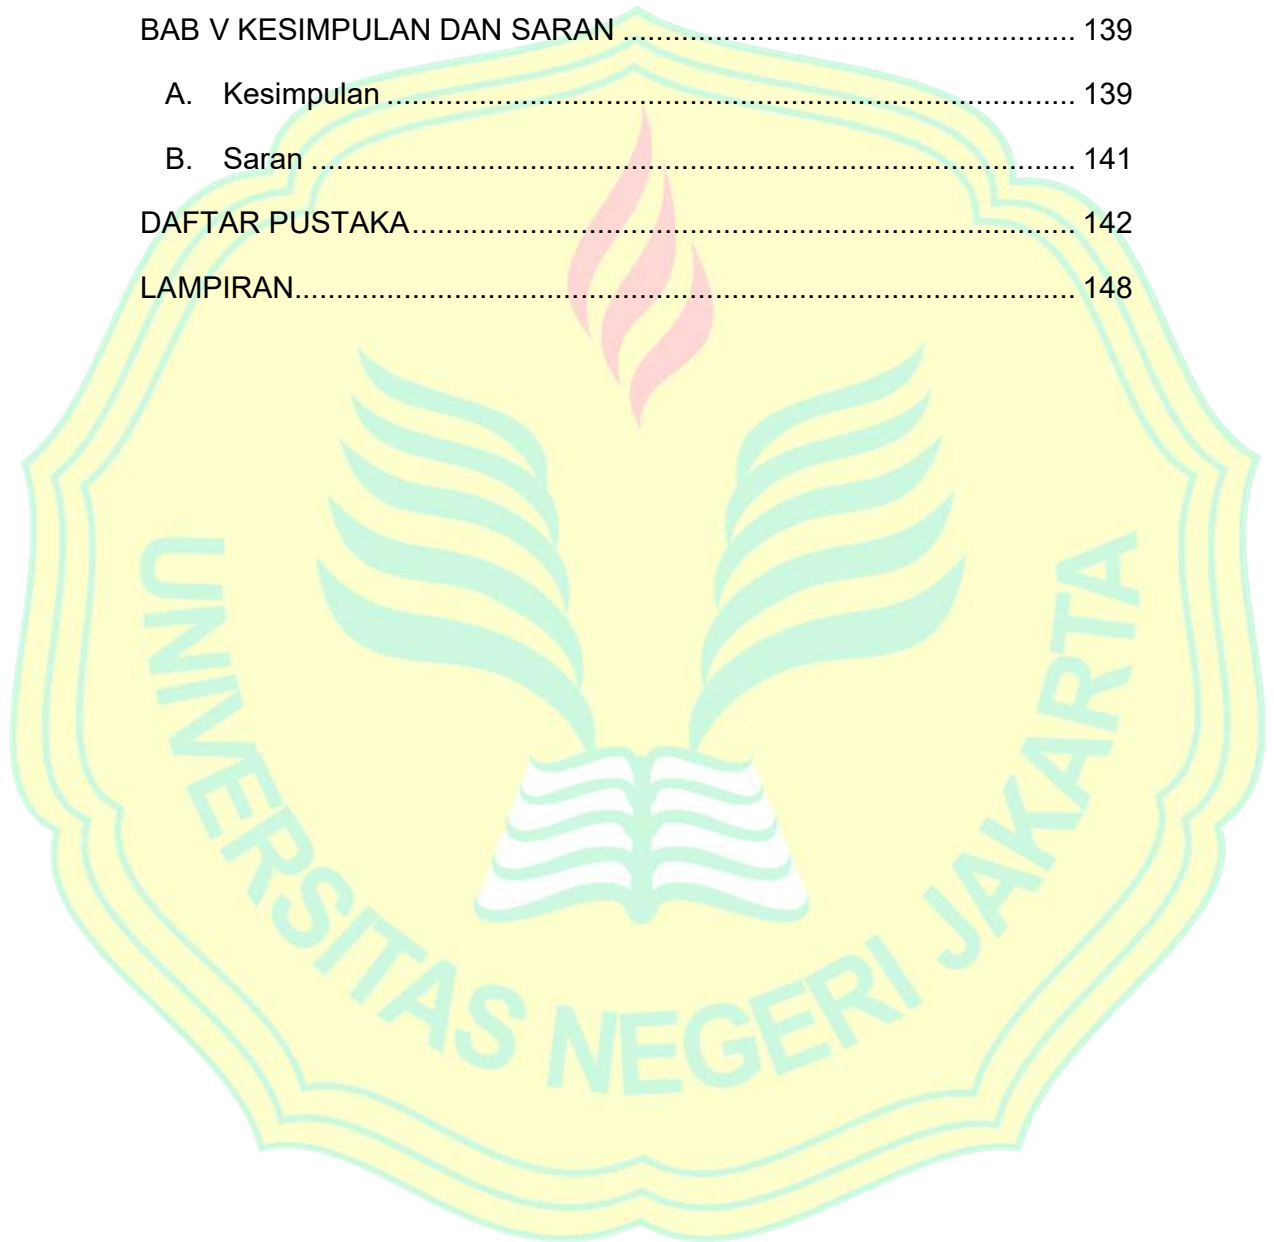 BAB V KESIMPULAN DAN SARAN ...................................................... 139
A. Kesimpulan .................................................................................. 139
B. Saran ........................................................................................... 141
DAFTAR PUSTAKA............................................................................... 142
LAMPIRAN............................................................................................. 148
UNIVERSITAS NEGERI JAKARTA